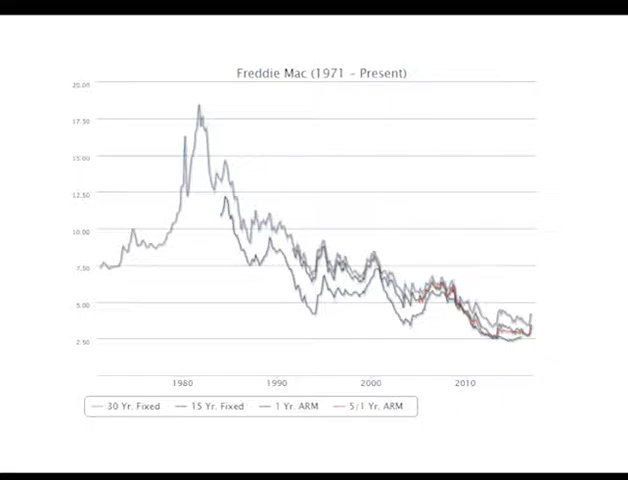 Freddie Mac (1971 – Present)
20.00
17.50
15.00
12.50
10.00
7.50
5.00
2.50
1980 1990 2000 2010
30 Yr. Fixed 15 Yr. Fixed 1 Yr. ARM 5/1 Yr. ARM